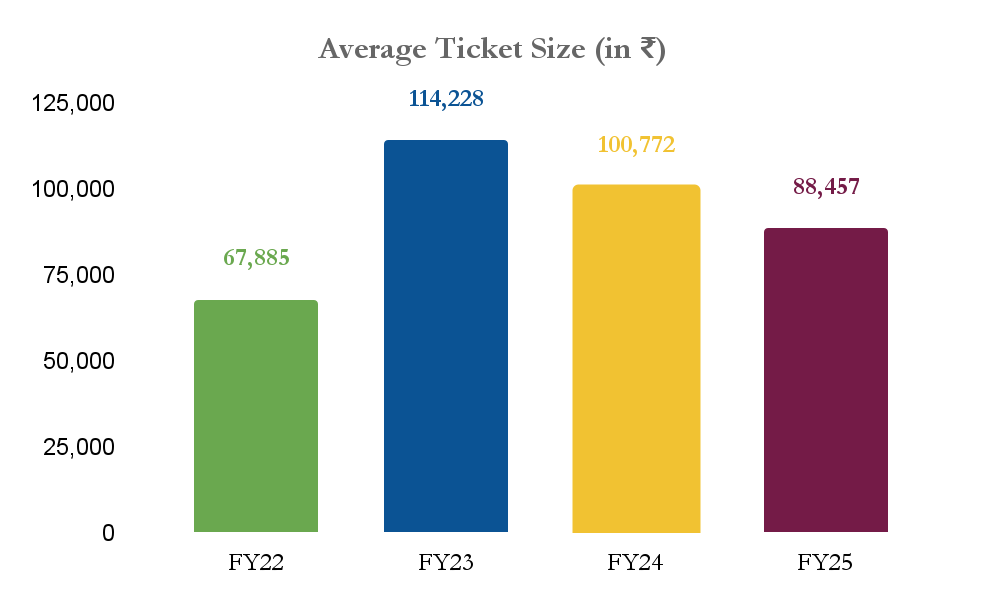 Average Ticket Size (in ₹)
125,000
100,000
75,000
50,000
25,000
0
67,885
114,228
100,772
88,457
FY22
FY23
FY24
FY25